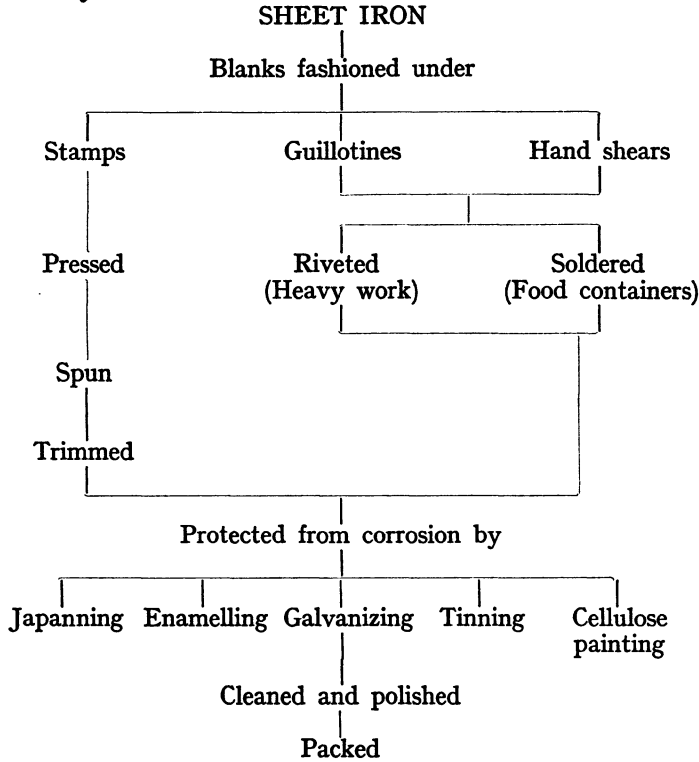 SHEET IRON
Blanks fashioned under
Stamps Guillotines Hand shears
Pressed Riveted Soldered
(Heavy work) (Food containers)
Spun
Trimmed
Protected from corrosion by
Japanning Enamelling Galvanizing Tinning Cellulose
painting
Cleaned and polished
Packed